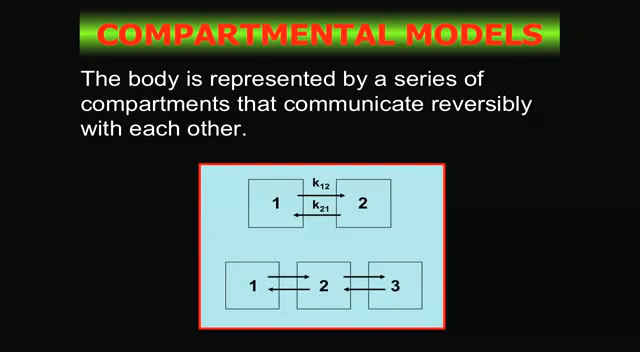 COMPARTMENTAL MODELS
The body is represented by a series of
compartments that communicate reversibly
with each other.
k12
1 2
k21
1 2 3